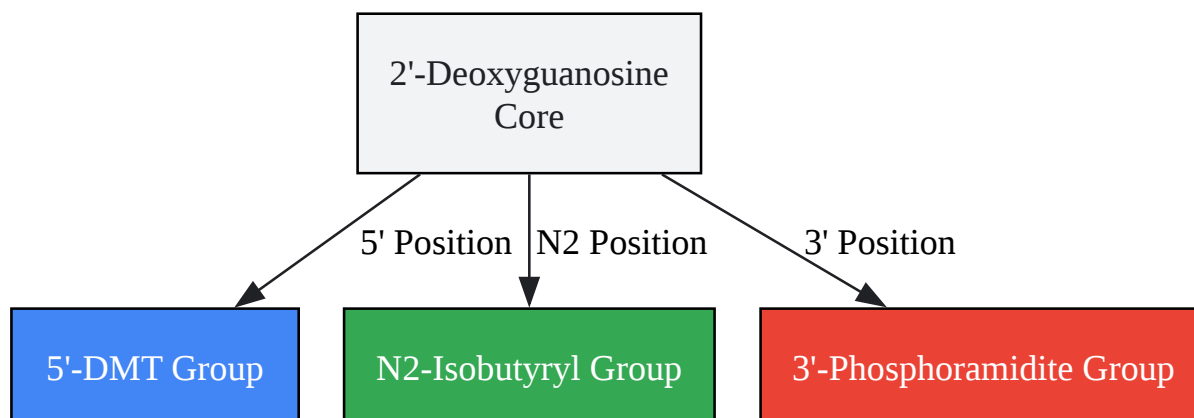 2'-Deoxyguanosine
Core
5' Position
N2 Position
3' Position
5'-DMT Group
N2-Isobutyryl Group
3'-Phosphoramidite Group